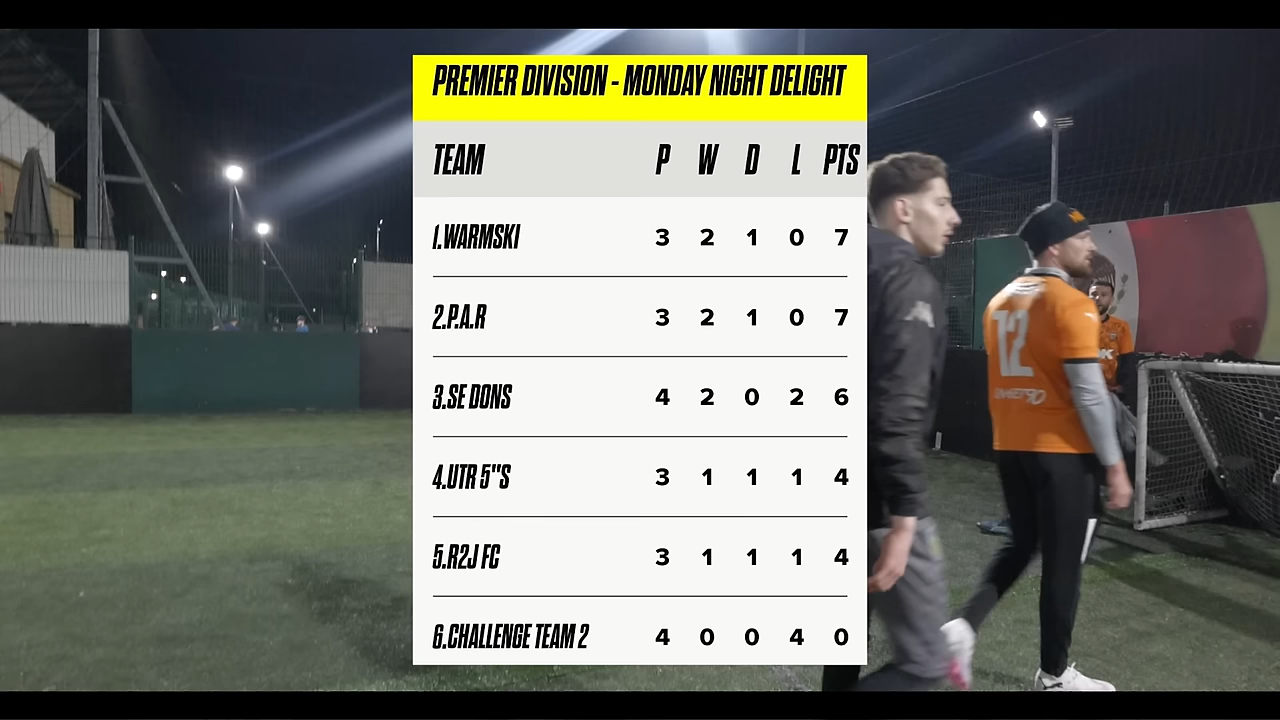 PREMIER DIVISION - MONDAY NIGHT DELIGHT
TEAM P W D L PTS
1.WARMSKI 3 2 1 0 7
2.P.A.R 3 2 1 0 7
3.SE DONS 4 2 0 2 6
4.UTR 5"S 3 1 1 1 4
5.R2J FC 3 1 1 1 4
6.CHALLENGE TEAM 2 4 0 0 4 0
12